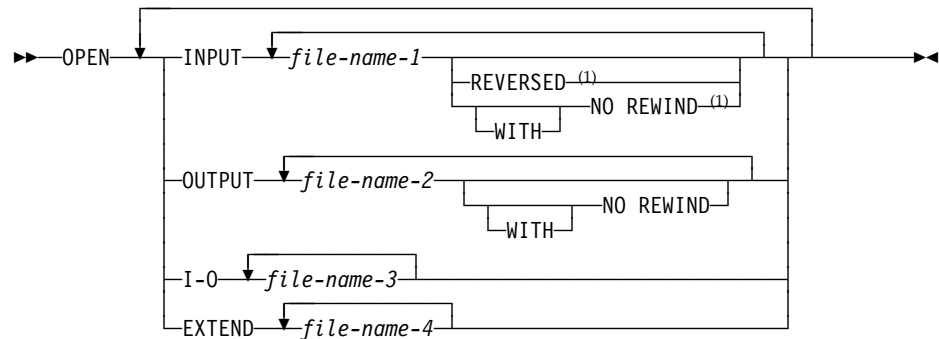 OPEN INPUT file-name-1
REVERSED (1)
NO REWIND (1)
WITH
OUTPUT file-name-2
NO REWIND
WITH
I-O file-name-3
EXTEND file-name-4